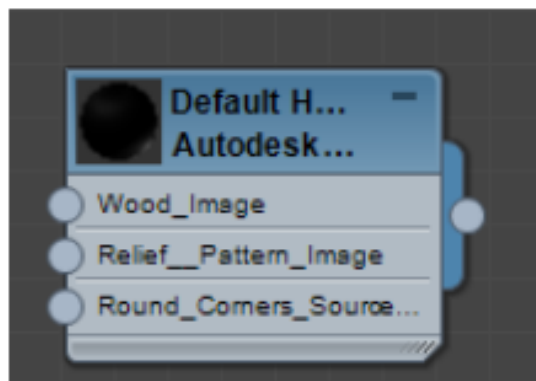 Default H...
Autodesk...
Wood_Image
Relief__Pattern_Image
Round_Corners_Source...